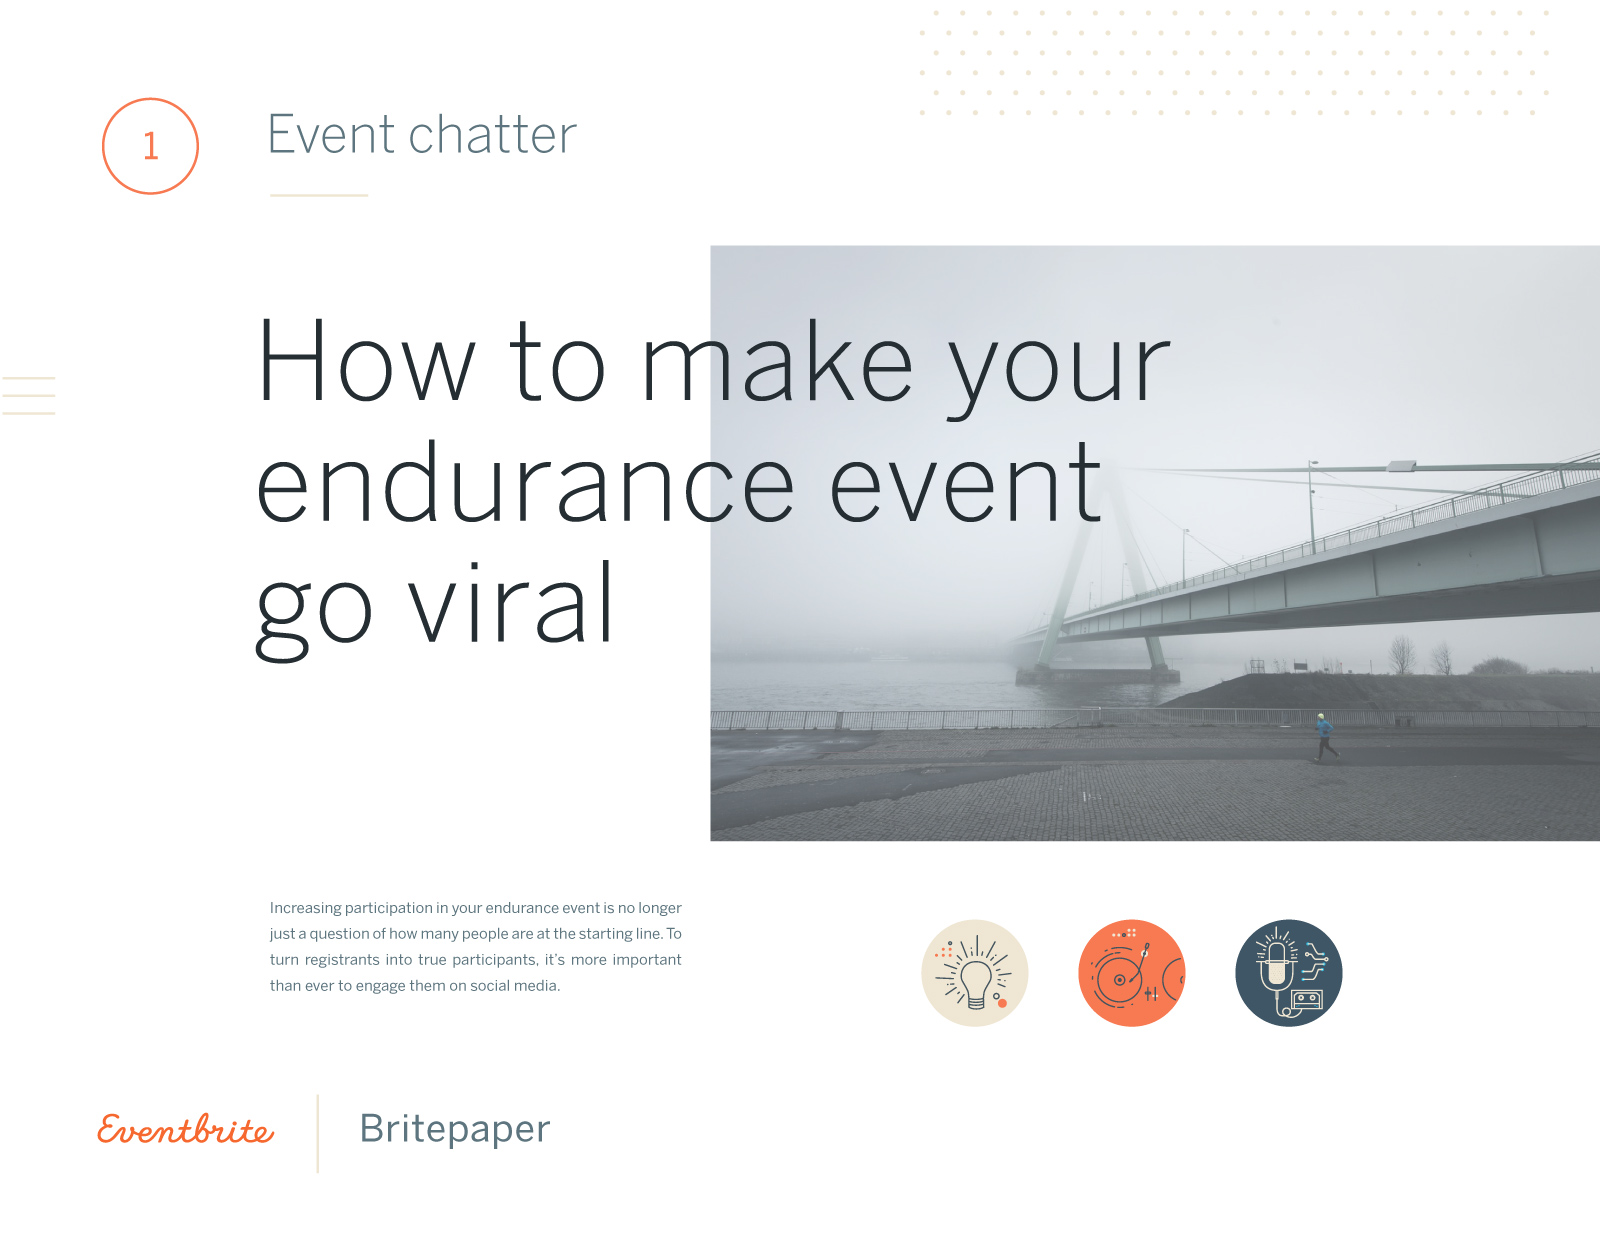 1
Event chatter
How to make your
endurance event
go viral
Increasing participation in your endurance event is no longer
just a question of how many people are at the starting line. To
turn registrants into true participants, it’s more important
than ever to engage them on social media.
Eventbrite
Britepaper